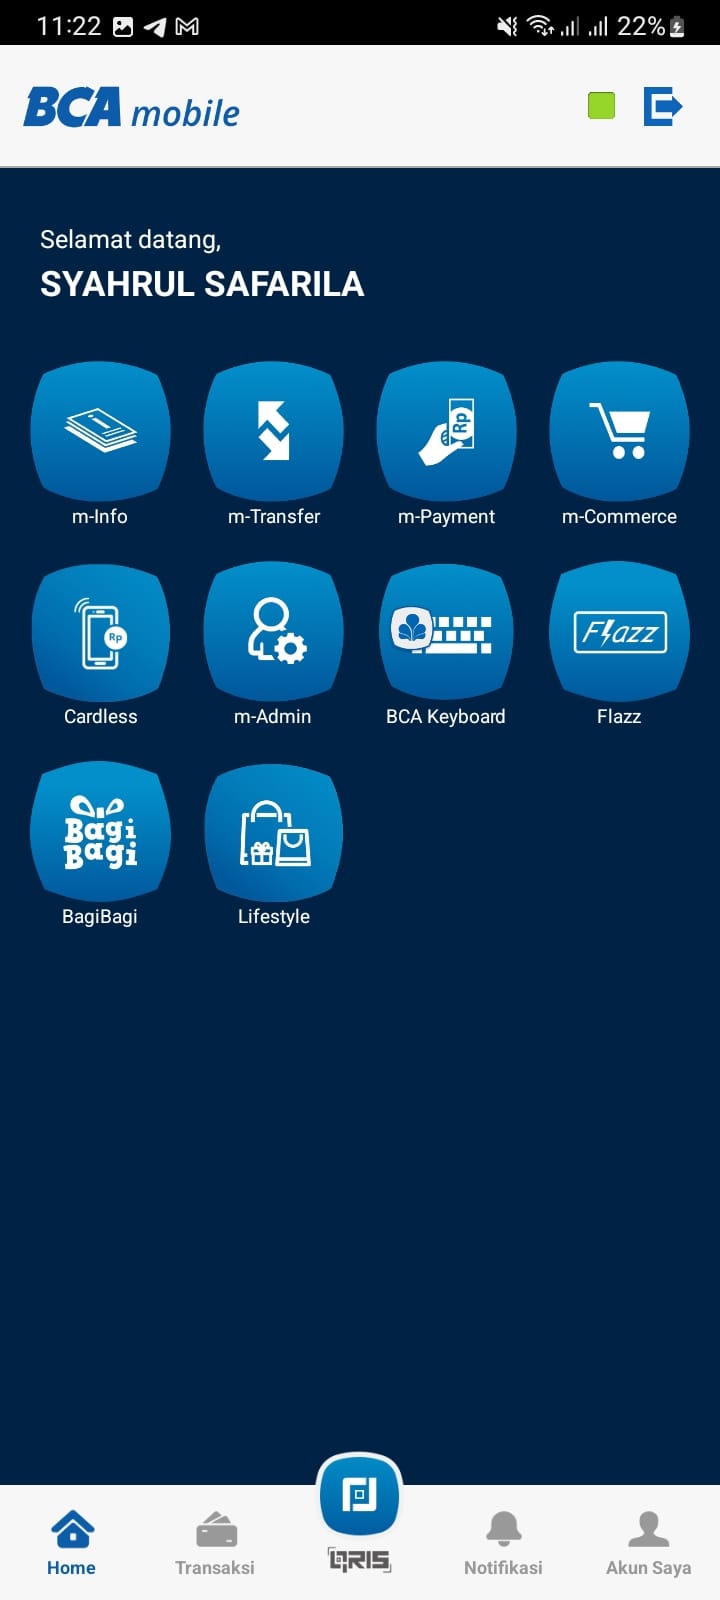 11:22 22%
BCA mobile
Selamat datang,
SYAHRUL SAFARILA
Rp
m-Info m-Transfer m-Payment m-Commerce
Rp Flazz
Cardless m-Admin BCA Keyboard Flazz
Bagi
Bagi
BagiBagi Lifestyle
QRIS
Home Transaksi Notifikasi Akun Saya